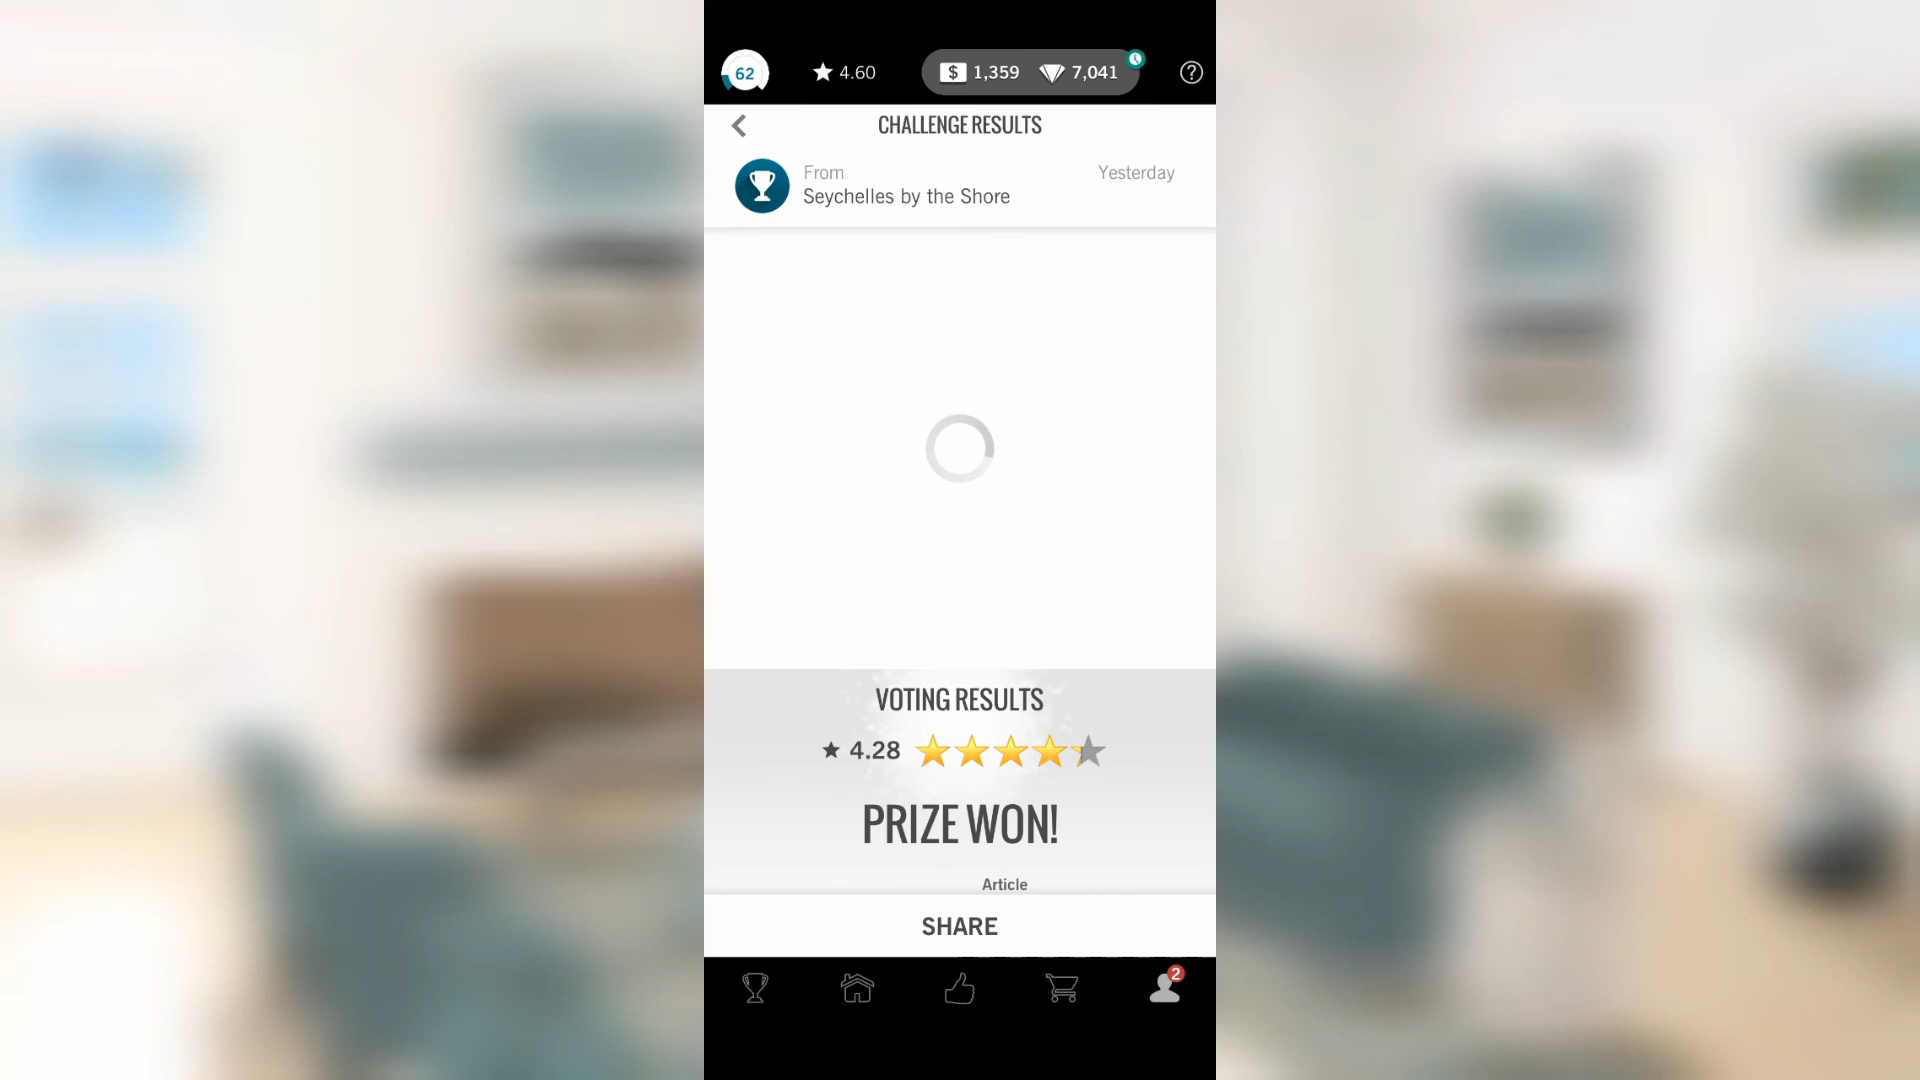 62
4.60
$ 1,359
7,041
?
CHALLENGE RESULTS
From
Yesterday
Seychelles by the Shore
VOTING RESULTS
4.28
PRIZE WON!
Article
SHARE
2